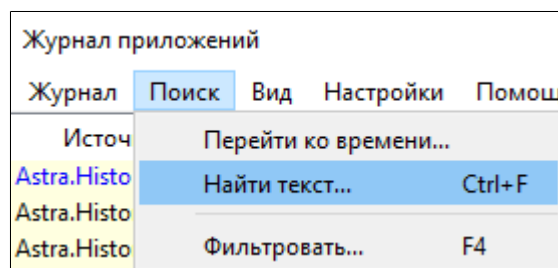 Журнал приложений
Журнал Поиск Вид Настройки Помощ
Источ
Перейти ко времени...
Astra.Histo
Найти текст... Ctrl+F
Astra.Histo
Astra.Histo
Фильтровать... F4